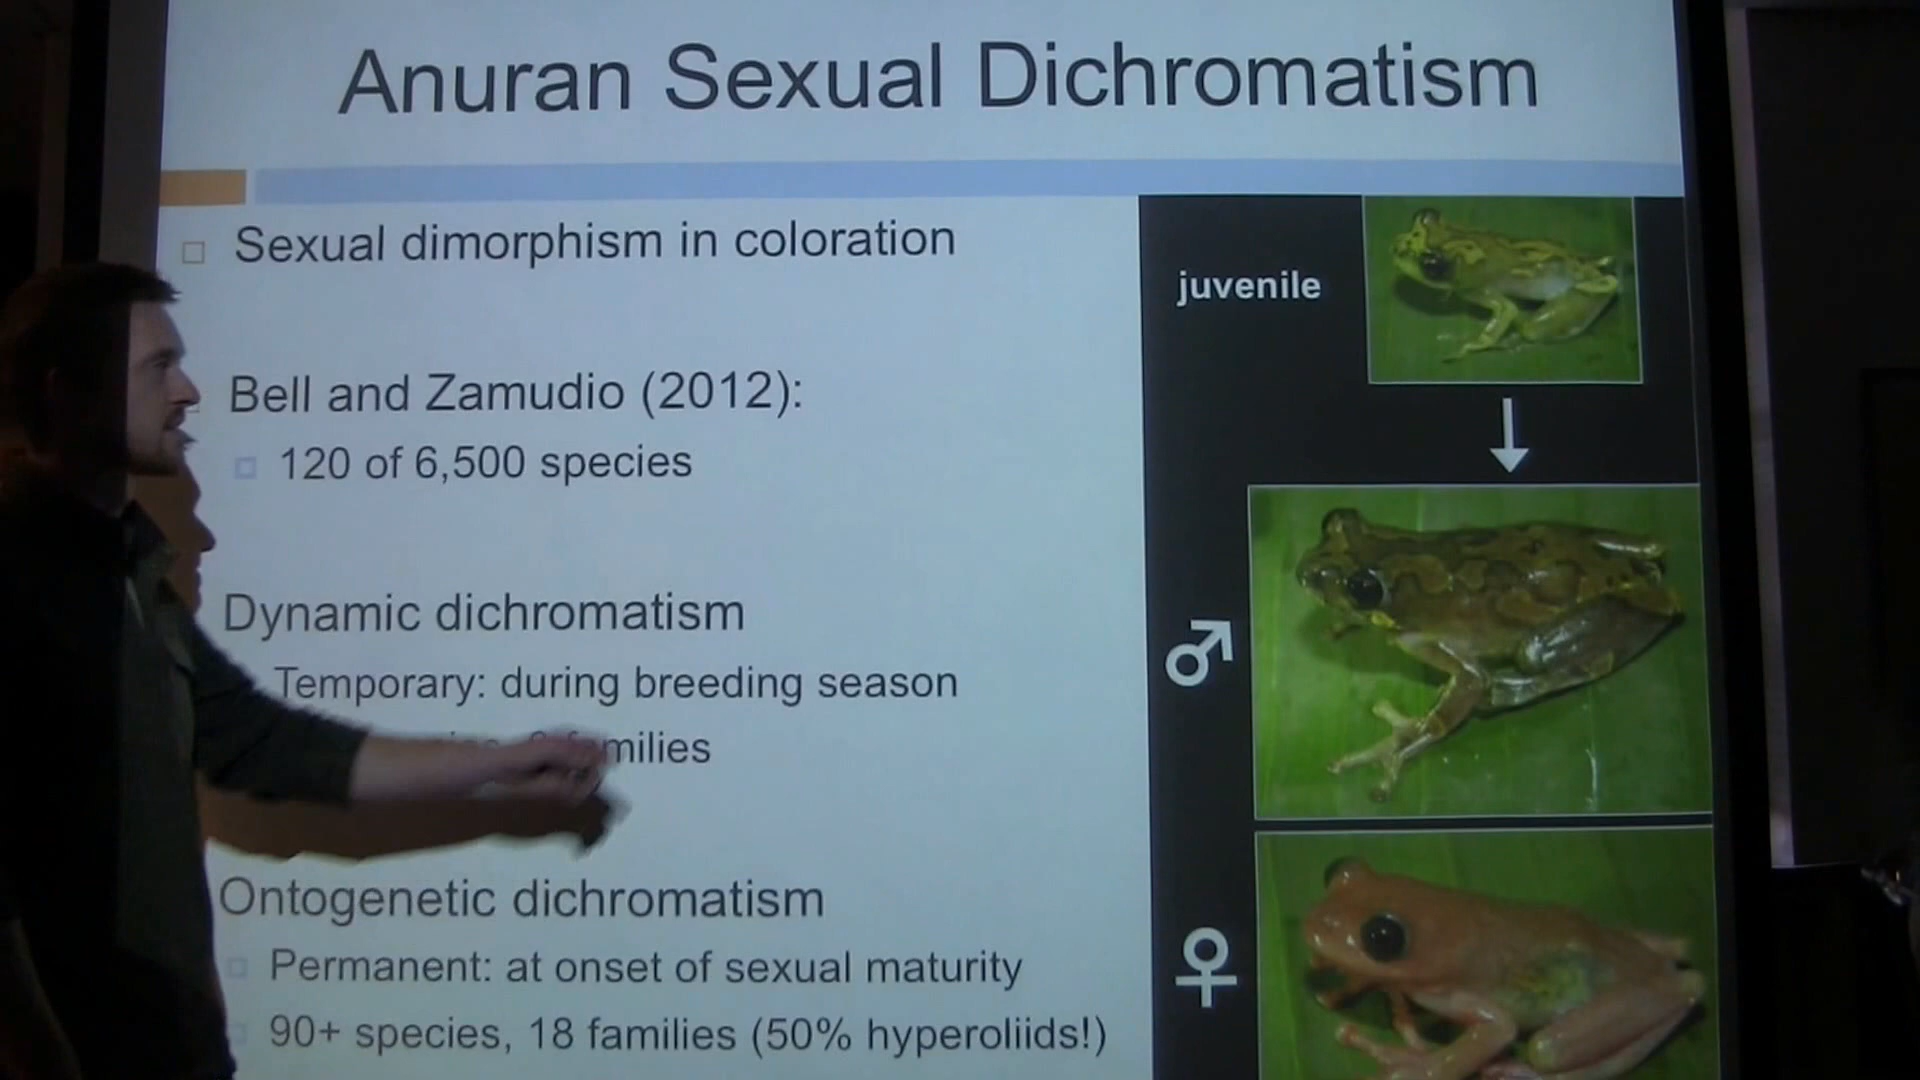 Anuran Sexual Dichromatism
Sexual dimorphism in coloration
juvenile
Bell and Zamudio (2012):
120 of 6,500 species
Dynamic dichromatism
Temporary: during breeding season
♂
Ontogenetic dichromatism
Permanent: at onset of sexual maturity
♀
90+ species, 18 families (50% hyperoliids!)